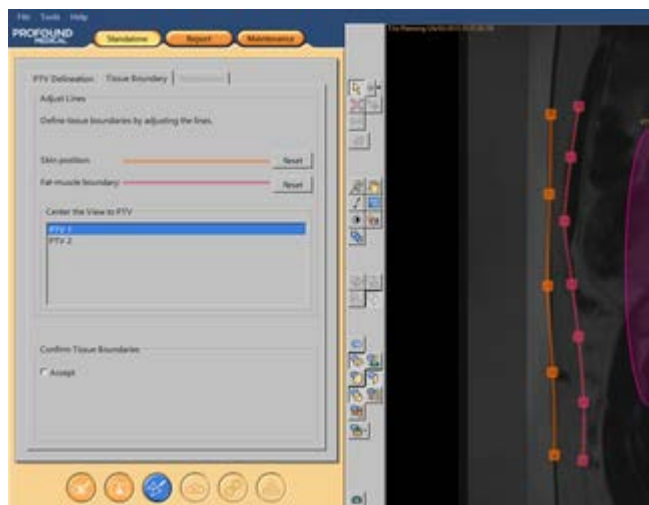 File Tools Help
PROFOUND
MEDICAL
Standalone Report Maintenance
PTV Delineation Tissue Boundary
Adjust Lines
Define tissue boundaries by adjusting the lines.
Skin position: Reset
Fat-muscle boundary: Reset
Center the View to PTV
PTV 1
PTV 2
Confirm Tissue Boundaries
Accept